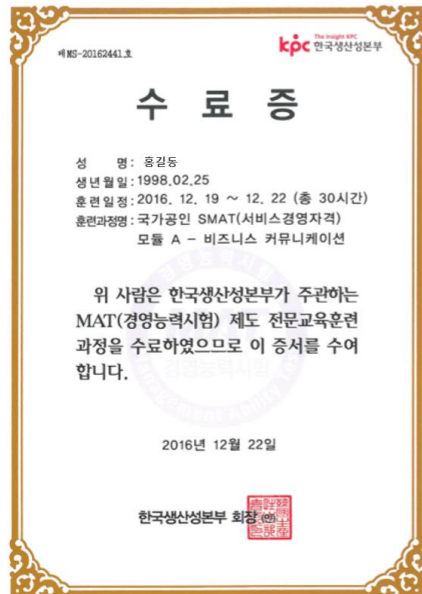 제 MS-20162441 호
The Insight KPC
kpc 한국생산성본부
수 료 증
성 명: 홍길동
생년월일: 1998.02.25
훈련일정: 2016. 12. 19 ~ 12. 22 (총 30시간)
훈련과정명: 국가공인 SMAT(서비스경영자격)
모듈 A - 비즈니스 커뮤니케이션
위 사람은 한국생산성본부가 주관하는
MAT(경영능력시험) 제도 전문교육훈련
과정을 수료하였으므로 이 증서를 수여
합니다.
경영능력시험
2016년 12월 22일
한국생산성본부 회장 (인)